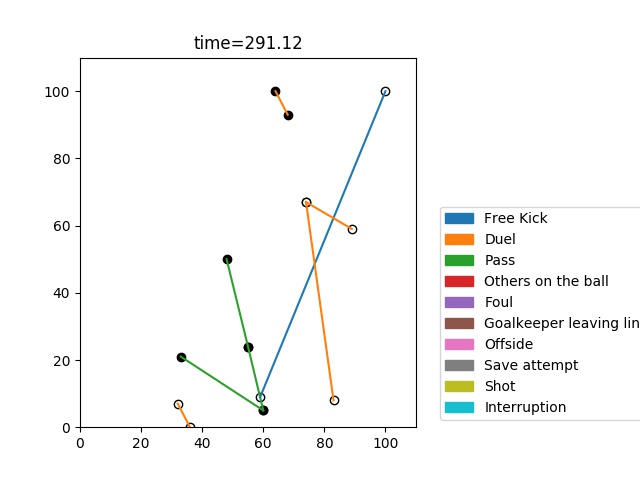 time=291.12
100
80
60
40
20
0
0
20
40
60
80
100
Free Kick
Duel
Pass
Others on the ball
Foul
Goalkeeper leaving lin
Offside
Save attempt
Shot
Interruption